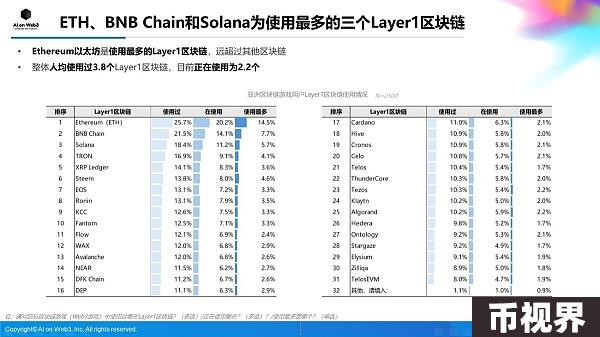 AI on Web3
ETH、BNB Chain和Solana为使用最多的三个Layer1区块链
• Ethereum以太坊是使用最多的Layer1区块链，远超过其他区块链
• 整体人均使用过3.8个Layer1区块链，目前正在使用为2.2个
亚洲区块链游戏用户Layer1区块链使用情况 N=2100
排序 Layer1区块链 使用过 在使用 使用最多
1 Ethereum（ETH） 25.7% 20.2% 14.5%
2 BNB Chain 21.5% 14.1% 7.7%
3 Solana 18.4% 11.2% 5.7%
4 TRON 16.9% 9.1% 4.1%
5 XRP Ledger 14.1% 8.3% 3.6%
6 Steem 13.8% 8.0% 4.6%
7 EOS 13.1% 7.2% 3.3%
8 Ronin 13.1% 7.9% 3.5%
9 KCC 12.6% 7.5% 3.3%
10 Fantom 12.5% 7.1% 3.3%
11 Flow 12.1% 6.9% 2.4%
12 WAX 12.0% 6.8% 2.9%
13 Avalanche 12.0% 6.8% 2.6%
14 NEAR 11.5% 6.2% 2.7%
15 DFK Chain 11.2% 6.7% 2.6%
16 DEP 11.1% 6.3% 2.9%
排序 Layer1区块链 使用过 在使用 使用最多
17 Cardano 11.0% 6.3% 2.1%
18 Hive 10.9% 5.8% 2.0%
19 Cronos 10.9% 5.8% 2.1%
20 Celo 10.8% 5.7% 2.1%
21 Telos 10.4% 5.4% 1.7%
22 ThunderCore 10.3% 5.8% 2.0%
23 Tezos 10.3% 5.4% 2.2%
24 Klaytn 10.2% 5.0% 2.0%
25 Algorand 10.2% 5.9% 2.2%
26 Hedera 9.8% 5.2% 1.7%
27 Ontology 9.2% 5.3% 2.1%
28 Stargaze 9.2% 4.9% 1.7%
29 Elysium 9.1% 5.4% 1.9%
30 Zilliqa 8.9% 5.0% 1.8%
31 TelosEVM 8.0% 4.7% 1.9%
32 其他，请填入: 1.1% 1.0% 0.9%
Q：请问您玩区块链游戏（Web3游戏）中使用过哪些Layer1区块链？（多选）/正在使用哪些？（多选）？/使用最多是哪个？（单选）
Copyright© AI on Web3, Inc. All rights reserved.
币视界